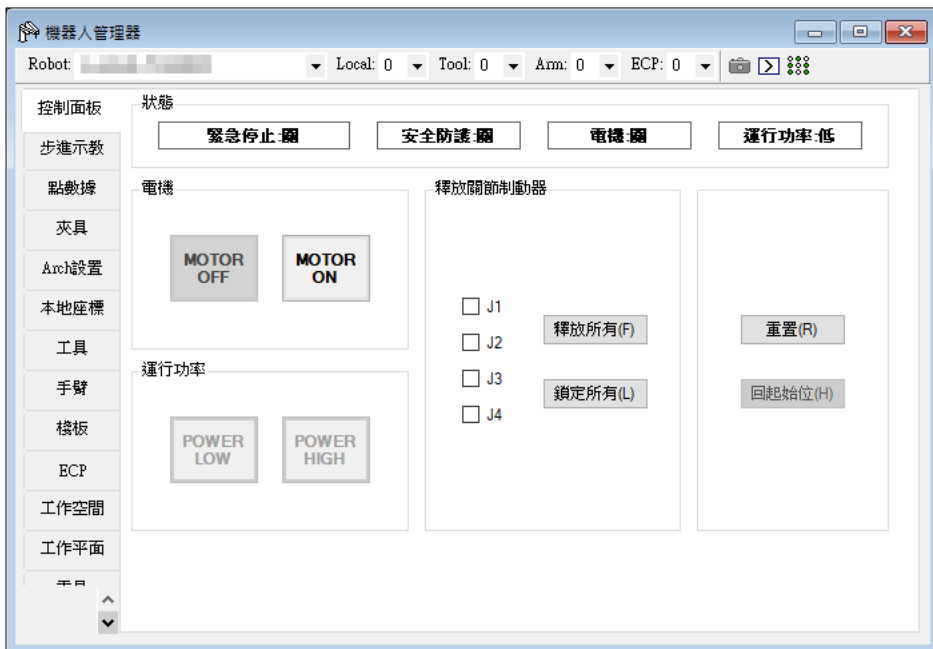 機器人管理器
Robot: Local: 0 Tool: 0 Arm: 0 ECP: 0
控制面板
步進示教
點數據
夾具
Arch設置
本地座標
工具
手臂
棧板
ECP
工作空間
工作平面
狀態
緊急停止:關 安全防護:關 電機:關 運行功率:低
電機
MOTOR
OFF
MOTOR
ON
運行功率
POWER
LOW
POWER
HIGH
釋放關節制動器
J1
J2
J3
J4
釋放所有(F)
鎖定所有(L)
重置(R)
回起始位(H)